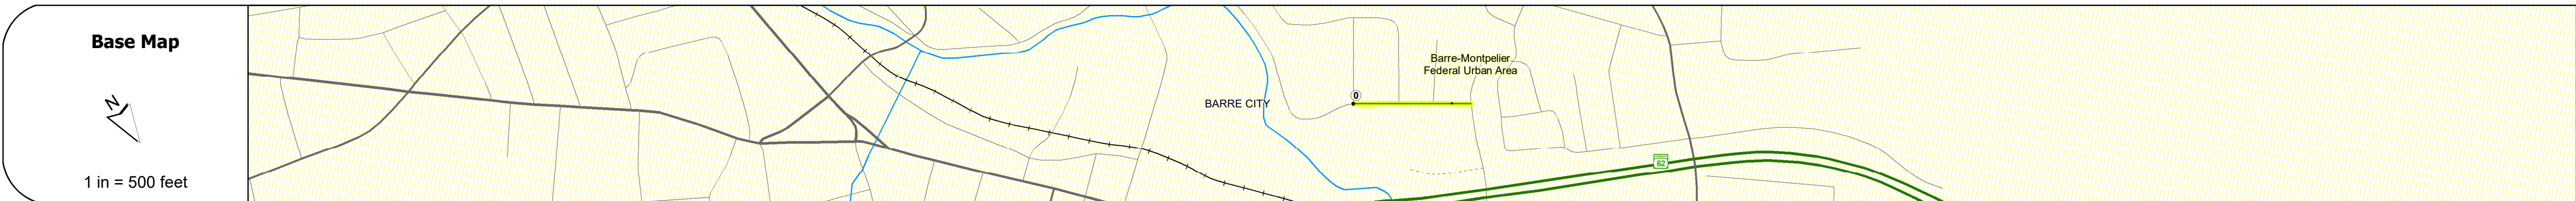 Base Map
N
1 in = 500 feet
BARRE CITY
0
Barre-Montpelier
Federal Urban Area
62